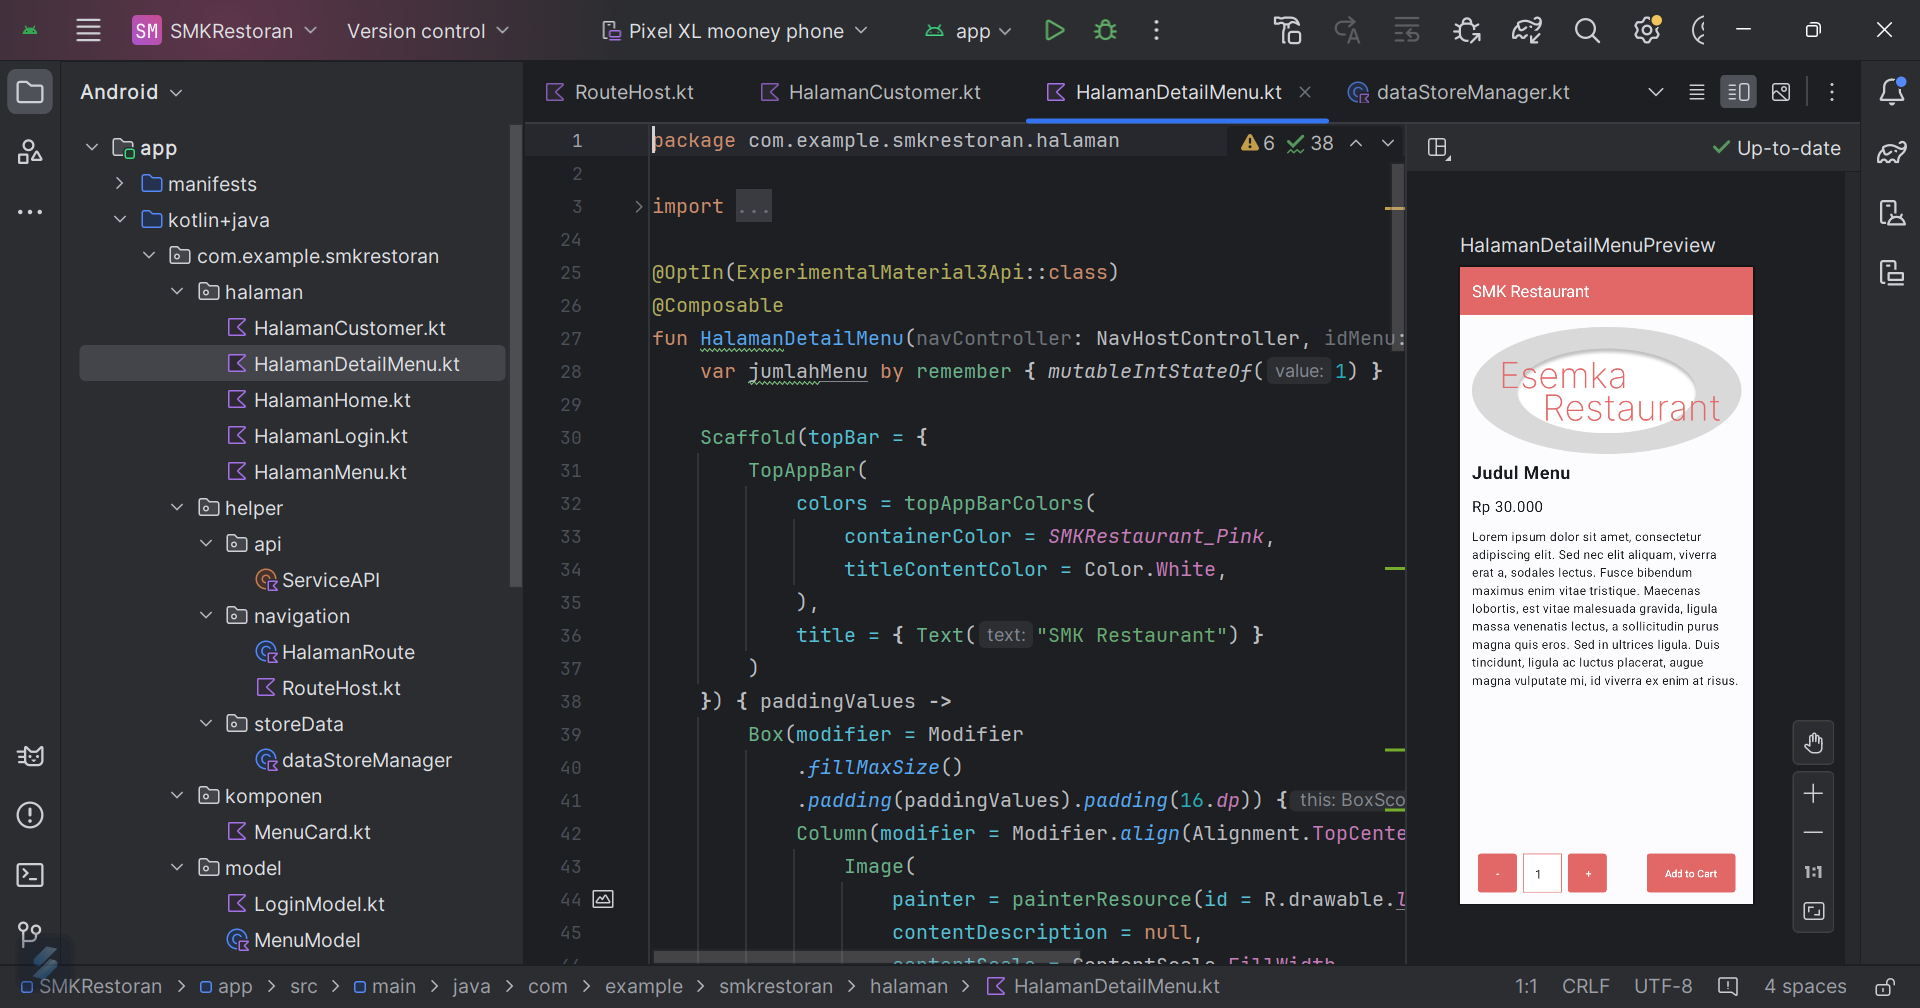 SM SMKRestoran Version control Pixel XL mooney phone app
Android
app
manifests
kotlin+java
com.example.smkrestoran
halaman
HalamanCustomer.kt
HalamanDetailMenu.kt
HalamanHome.kt
HalamanLogin.kt
HalamanMenu.kt
helper
api
ServiceAPI
navigation
HalamanRoute
RouteHost.kt
storeData
dataStoreManager
komponen
MenuCard.kt
model
LoginModel.kt
MenuModel
RouteHost.kt HalamanCustomer.kt HalamanDetailMenu.kt dataStoreManager.kt
6 38
1 package com.example.smkrestoran.halaman
2
3 import ...
24
25 @OptIn(ExperimentalMaterial3Api::class)
26 @Composable
27 fun HalamanDetailMenu(navController: NavHostController, idMenu:
28 var jumlahMenu by remember { mutableIntStateOf( value: 1) }
29
30 Scaffold(topBar = {
31 TopAppBar(
32 colors = topAppBarColors(
33 containerColor = SMKRestaurant_Pink,
34 titleContentColor = Color.White,
35 ),
36 title = { Text( text: "SMK Restaurant") }
37 )
38 }) { paddingValues ->
39 Box(modifier = Modifier
40 .fillMaxSize()
41 .padding(paddingValues).padding(16.dp)) { this: BoxSco
42 Column(modifier = Modifier.align(Alignment.TopCente
43 Image(
44 painter = painterResource(id = R.drawable.l
45 contentDescription = null,
contentScale = ContentScale.FillWidth
Up-to-date
HalamanDetailMenuPreview
SMK Restaurant
Esemka
Restaurant
Judul Menu
Rp 30.000
Lorem ipsum dolor sit amet, consectetur
adipiscing elit. Sed nec elit aliquam, viverra
erat a, sodales lectus. Fusce bibendum
maximus enim vitae tristique. Maecenas
lobortis, est vitae malesuada gravida, ligula
massa venenatis lectus, a sollicitudin purus
magna quis eros. Sed in ultrices ligula. Duis
tincidunt, ligula ac luctus placerat, augue
magna vulputate mi, id viverra ex enim at risus.
- 1 + Add to Cart
1:1
SMKRestoran > app > src > main > java > com > example > smkrestoran > halaman > HalamanDetailMenu.kt 1:1 CRLF UTF-8 4 spaces